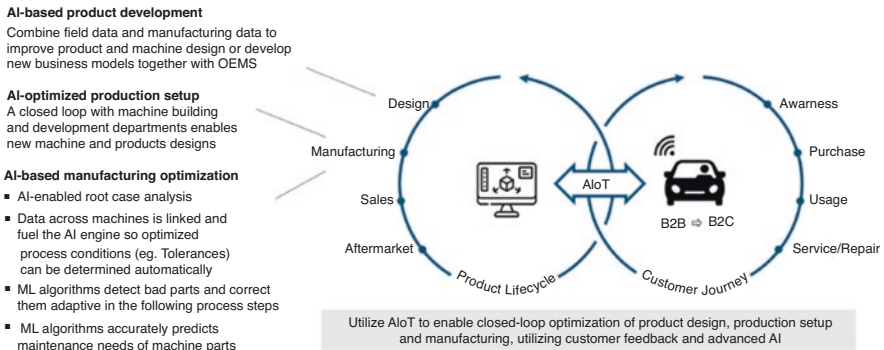 AI-based product development
Combine field data and manufacturing data to
improve product and machine design or develop
new business models together with OEMS
AI-optimized production setup
A closed loop with machine building
and development departments enables
new machine and products designs
AI-based manufacturing optimization
▪ AI-enabled root case analysis
▪ Data across machines is linked and
fuel the AI engine so optimized
process conditions (eg. Tolerances)
can be determined automatically
▪ ML algorithms detect bad parts and correct
them adaptive in the following process steps
▪ ML algorithms accurately predicts
maintenance needs of machine parts
Design
Manufacturing
Sales
Aftermarket
Product Lifecycle
AIoT
B2B ⇨ B2C
Awarness
Purchase
Usage
Service/Repair
Customer Journey
Utilize AIoT to enable closed-loop optimization of product design, production setup
and manufacturing, utilizing customer feedback and advanced AI